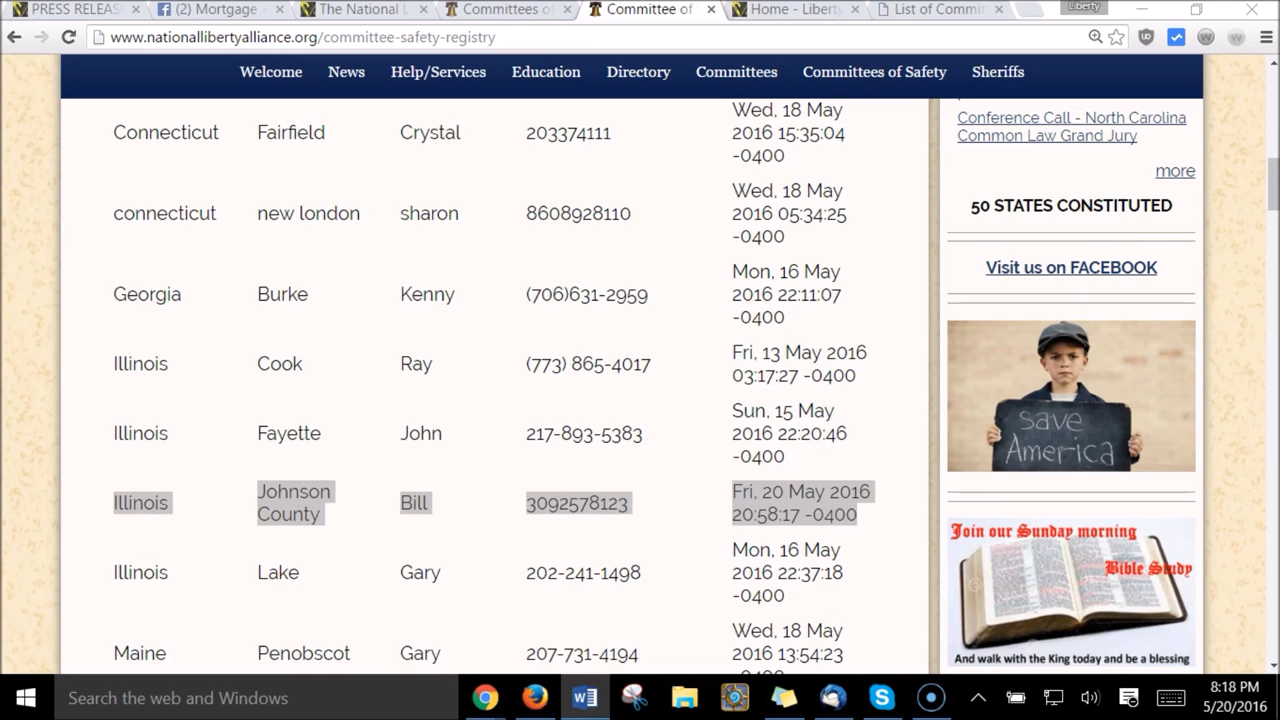 PRESS RELEAS
(2) Mortgage
The National L
Committees of
Committee of
Home - Liberty
List of Commit
Liberty
www.nationallibertyalliance.org/committee-safety-registry
Welcome News Help/Services Education Directory Committees Committees of Safety Sheriffs
Connecticut Fairfield Crystal 203374111 Wed, 18 May
2016 15:35:04
-0400
connecticut new london sharon 8608928110 Wed, 18 May
2016 05:34:25
-0400
Georgia Burke Kenny (706)631-2959 Mon, 16 May
2016 22:11:07
-0400
Illinois Cook Ray (773) 865-4017 Fri, 13 May 2016
03:17:27 -0400
Illinois Fayette John 217-893-5383 Sun, 15 May
2016 22:20:46
-0400
Illinois Johnson
County Bill 3092578123 Fri, 20 May 2016
20:58:17 -0400
Illinois Lake Gary 202-241-1498 Mon, 16 May
2016 22:37:18
-0400
Maine Penobscot Gary 207-731-4194 Wed, 18 May
2016 13:54:23
Conference Call - North Carolina
Common Law Grand Jury
more
50 STATES CONSTITUTED
Visit us on FACEBOOK
save
America
Join our Sunday morning
Bible Study
And walk with the King today and be a blessing
Search the web and Windows
8:18 PM
5/20/2016